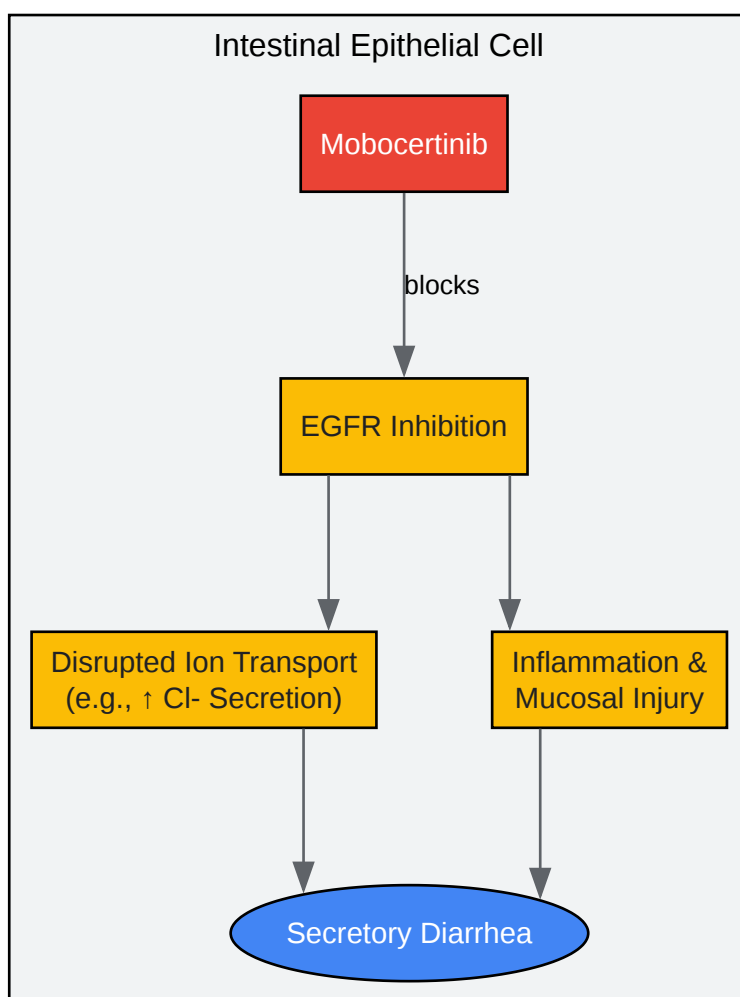 Intestinal Epithelial Cell
Mobocertinib
blocks
EGFR Inhibition
Disrupted Ion Transport
(e.g., ↑ Cl- Secretion)
Inflammation &
Mucosal Injury
Secretory Diarrhea